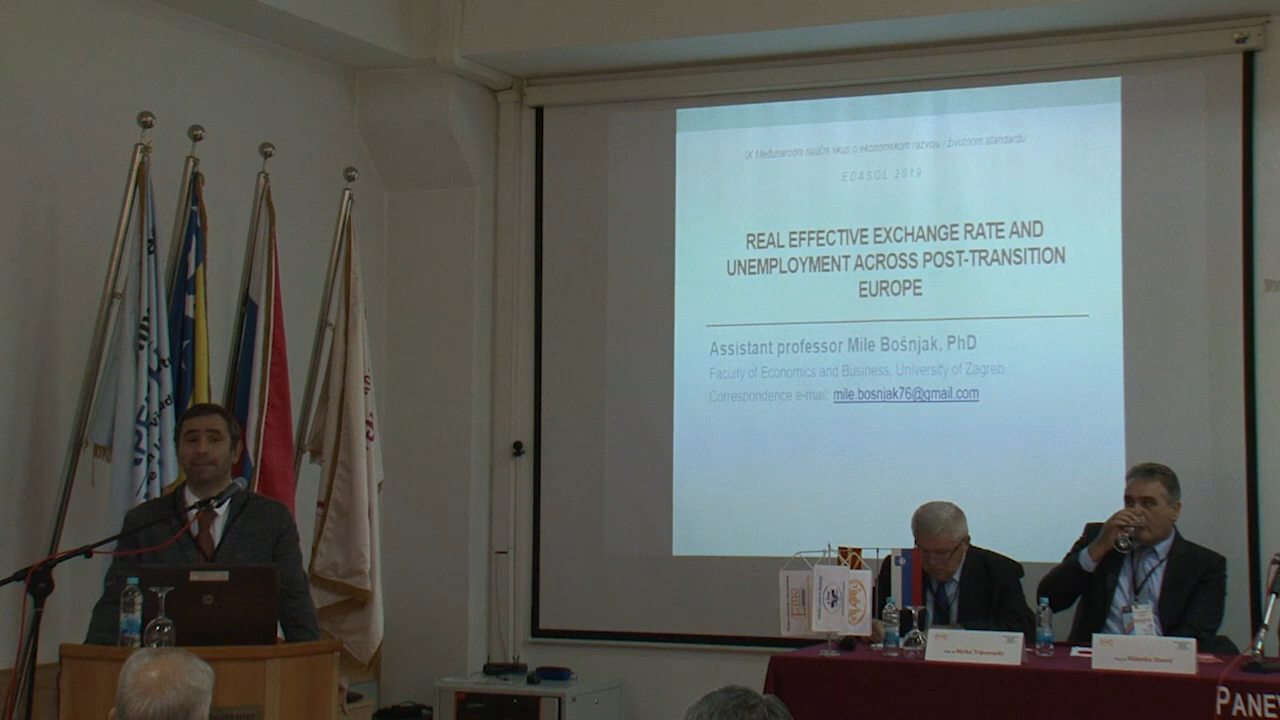 IX Međunarodni naučni skup o ekonomskom razvoju i životnom standardu
EDASOL 2019
REAL EFFECTIVE EXCHANGE RATE AND
UNEMPLOYMENT ACROSS POST-TRANSITION
EUROPE
Assistant professor Mile Bošnjak, PhD
Faculty of Economics and Business, University of Zagreb
Correspondence e-mail: mile.bosnjak76@gmail.com
hp
PANE